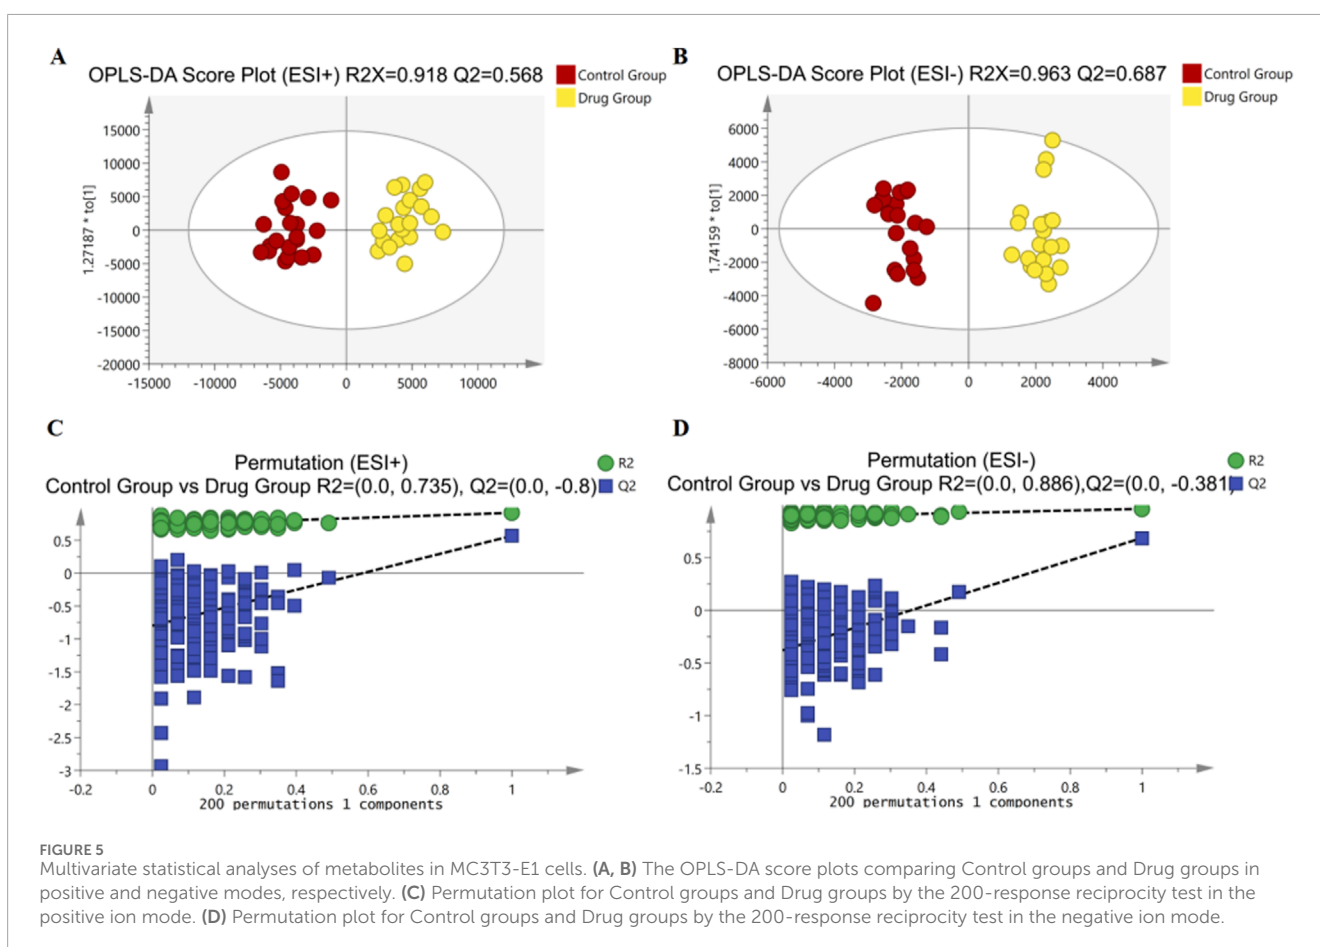 A
OPLS-DA Score Plot (ESI+) R2X=0.918 Q2=0.568
Control Group
Drug Group
1.27187 * to[1]
15000
10000
5000
0
-5000
-10000
-15000
-20000
-15000 -10000 -5000 0 5000 10000
B
OPLS-DA Score Plot (ESI-) R2X=0.963 Q2=0.687
Control Group
Drug Group
1.74159 * to[1]
6000
4000
2000
0
-2000
-4000
-6000
-8000
-6000 -4000 -2000 0 2000 4000
C
Permutation (ESI+)
Control Group vs Drug Group R2=(0.0, 0.735), Q2=(0.0, -0.8)
R2
Q2
0.5
0
-0.5
-1
-1.5
-2
-2.5
-3
-0.2 0 0.2 0.4 0.6 0.8 1
200 permutations 1 components
D
Permutation (ESI-)
Control Group vs Drug Group R2=(0.0, 0.886),Q2=(0.0, -0.381)
R2
Q2
0.5
0
-0.5
-1
-1.5
-0.2 0 0.2 0.4 0.6 0.8 1
200 permutations 1 components
FIGURE 5
Multivariate statistical analyses of metabolites in MC3T3-E1 cells. (A, B) The OPLS-DA score plots comparing Control groups and Drug groups in
positive and negative modes, respectively. (C) Permutation plot for Control groups and Drug groups by the 200-response reciprocity test in the
positive ion mode. (D) Permutation plot for Control groups and Drug groups by the 200-response reciprocity test in the negative ion mode.